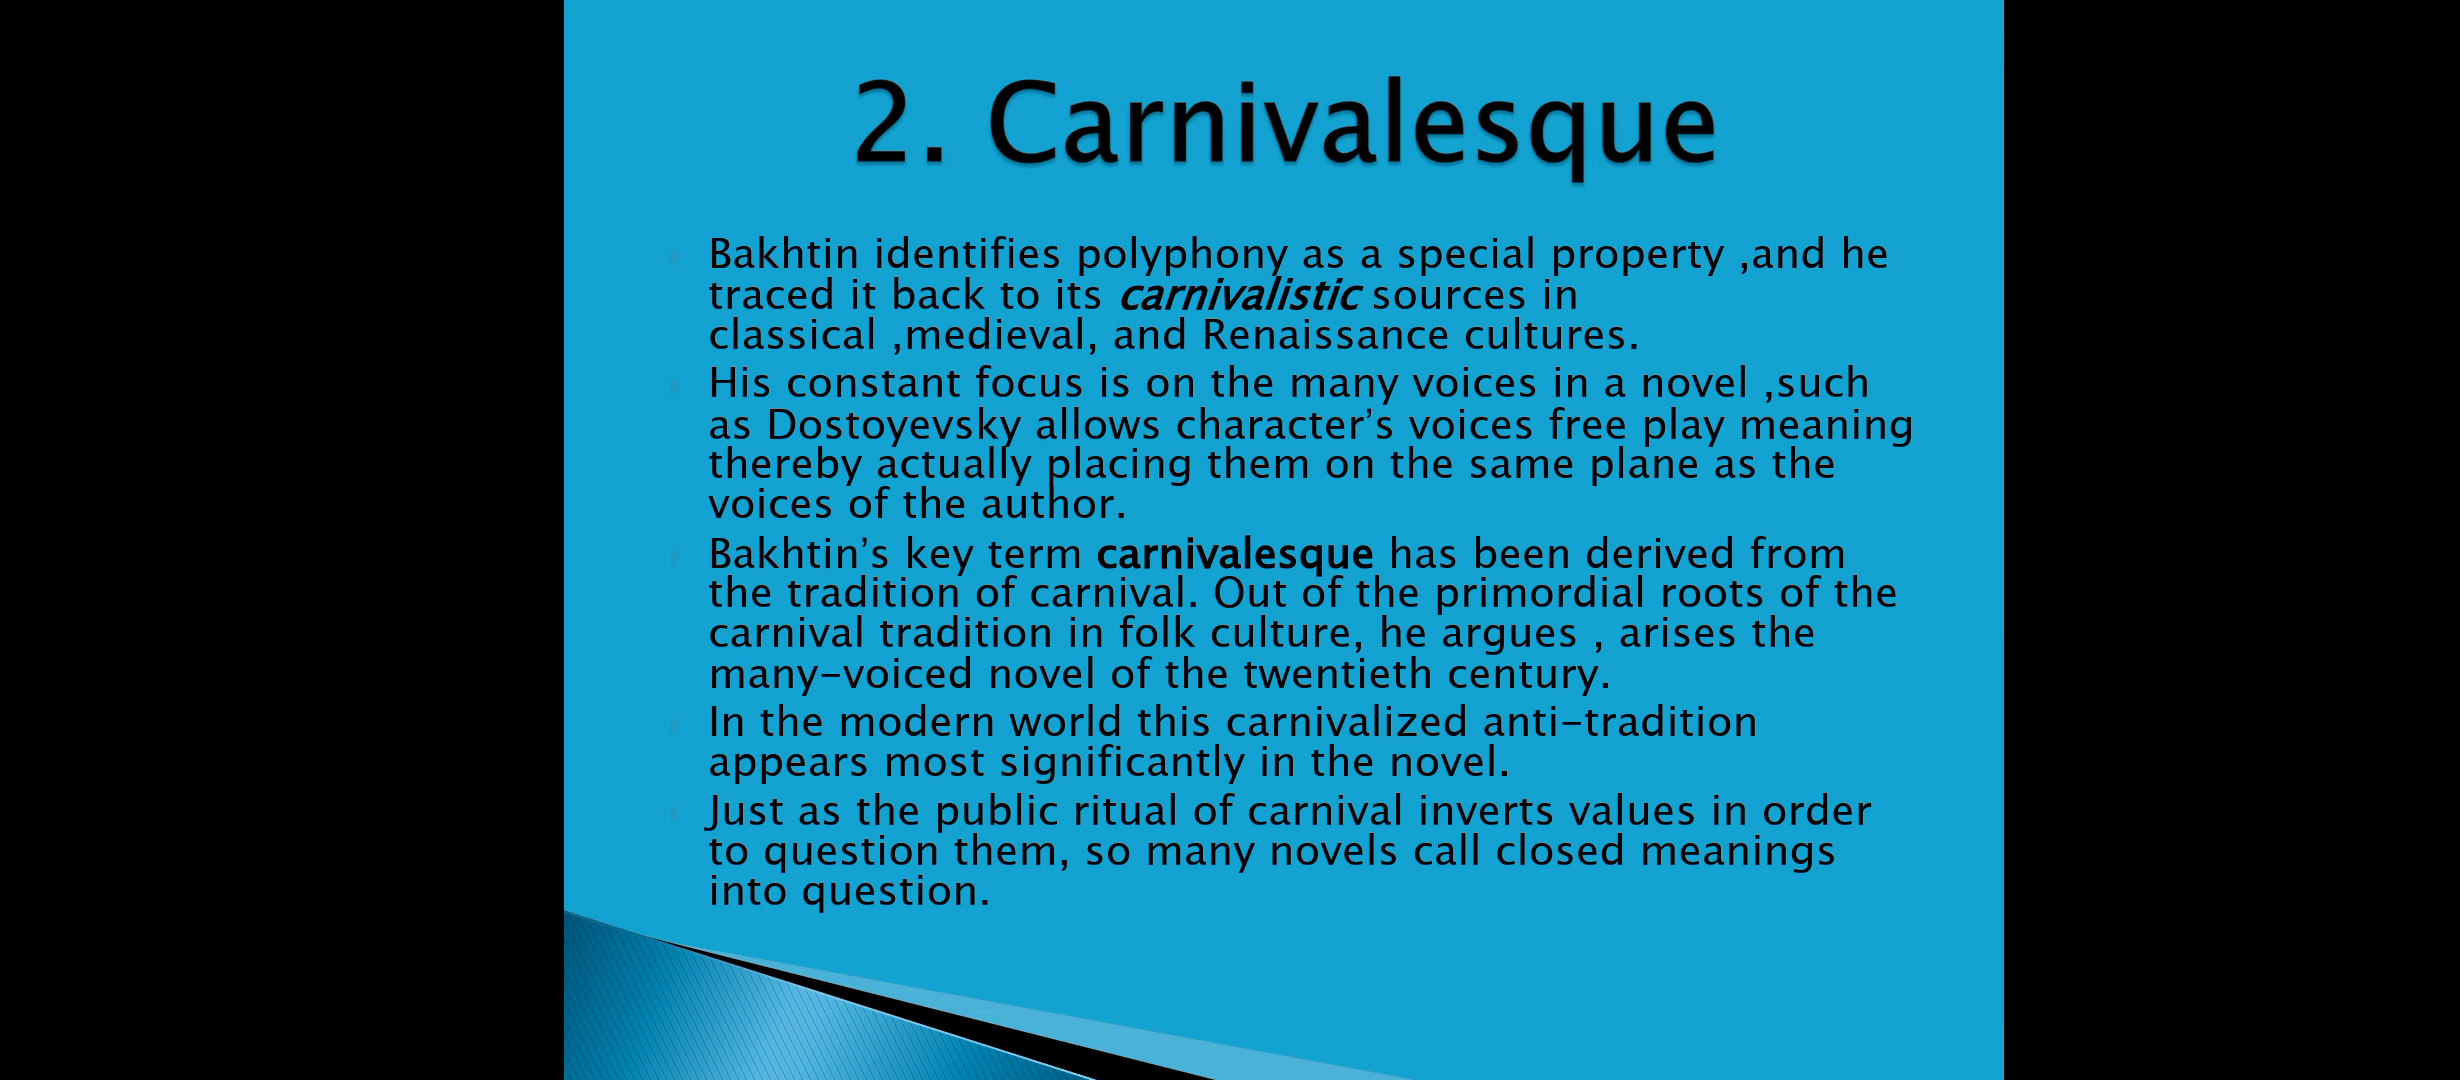 2. Carnivalesque
Bakhtin identifies polyphony as a special property ,and he
traced it back to its carnivalistic sources in
classical ,medieval, and Renaissance cultures.
His constant focus is on the many voices in a novel ,such
as Dostoyevsky allows character’s voices free play meaning
thereby actually placing them on the same plane as the
voices of the author.
Bakhtin’s key term carnivalesque has been derived from
the tradition of carnival. Out of the primordial roots of the
carnival tradition in folk culture, he argues , arises the
many-voiced novel of the twentieth century.
In the modern world this carnivalized anti-tradition
appears most significantly in the novel.
Just as the public ritual of carnival inverts values in order
to question them, so many novels call closed meanings
into question.